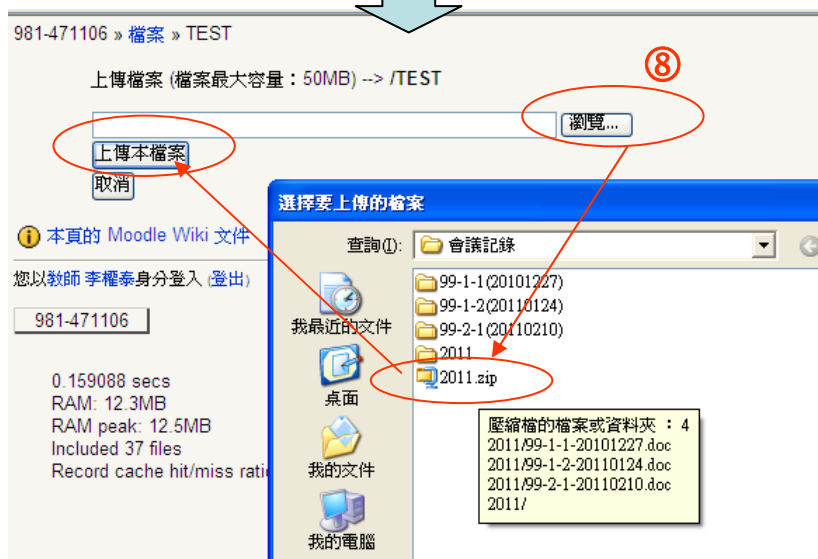 981-471106 » 檔案 » TEST
上傳檔案 (檔案最大容量：50MB) --> /TEST
⑧
瀏覽...
上傳本檔案
取消
選擇要上傳的檔案
本頁的 Moodle Wiki 文件
查詢(I):
會議記錄
您以教師 李權泰身分登入 (登出)
99-1-1(20101227)
99-1-2(20110124)
99-2-1(20110210)
2011
2011.zip
981-471106
我最近的文件
桌面
我的文件
我的電腦
0.159088 secs
RAM: 12.3MB
RAM peak: 12.5MB
Included 37 files
Record cache hit/miss rati
壓縮檔的檔案或資料夾 ：4
2011/99-1-1-20101227.doc
2011/99-1-2-20110124.doc
2011/99-2-1-20110210.doc
2011/